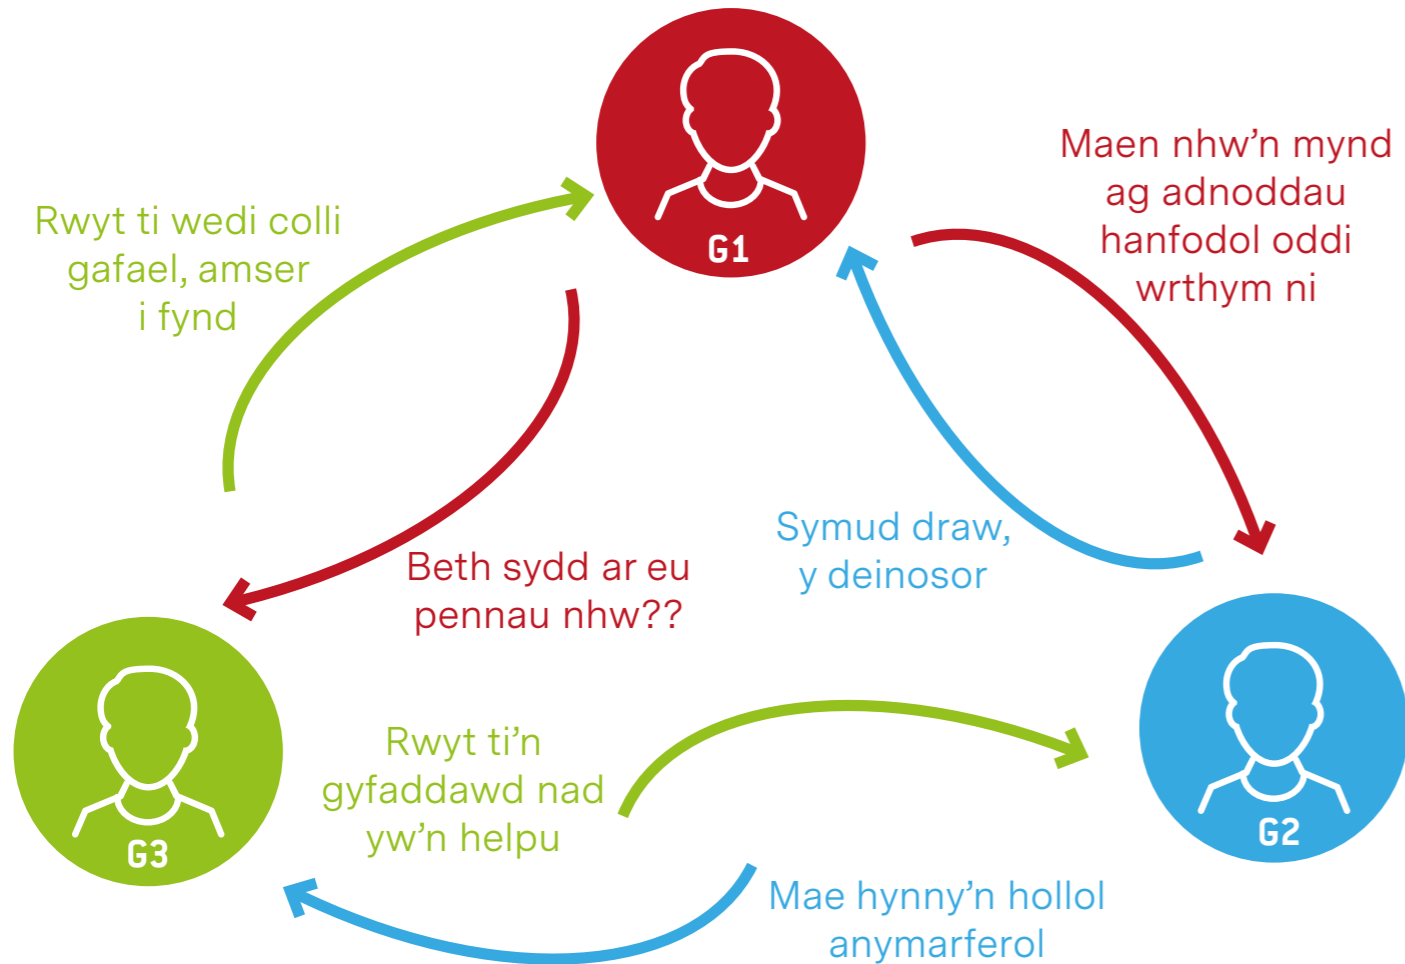 G1
Maen nhw’n mynd
ag adnoddau
hanfodol oddi
wrthym ni
Rwyt ti wedi colli
gafael, amser
i fynd
Symud draw,
y deinosor
Beth sydd ar eu
pennau nhw??
Rwyt ti’n
gyfaddawd nad
yw’n helpu
G3
G2
Mae hynny’n hollol
anymarferol